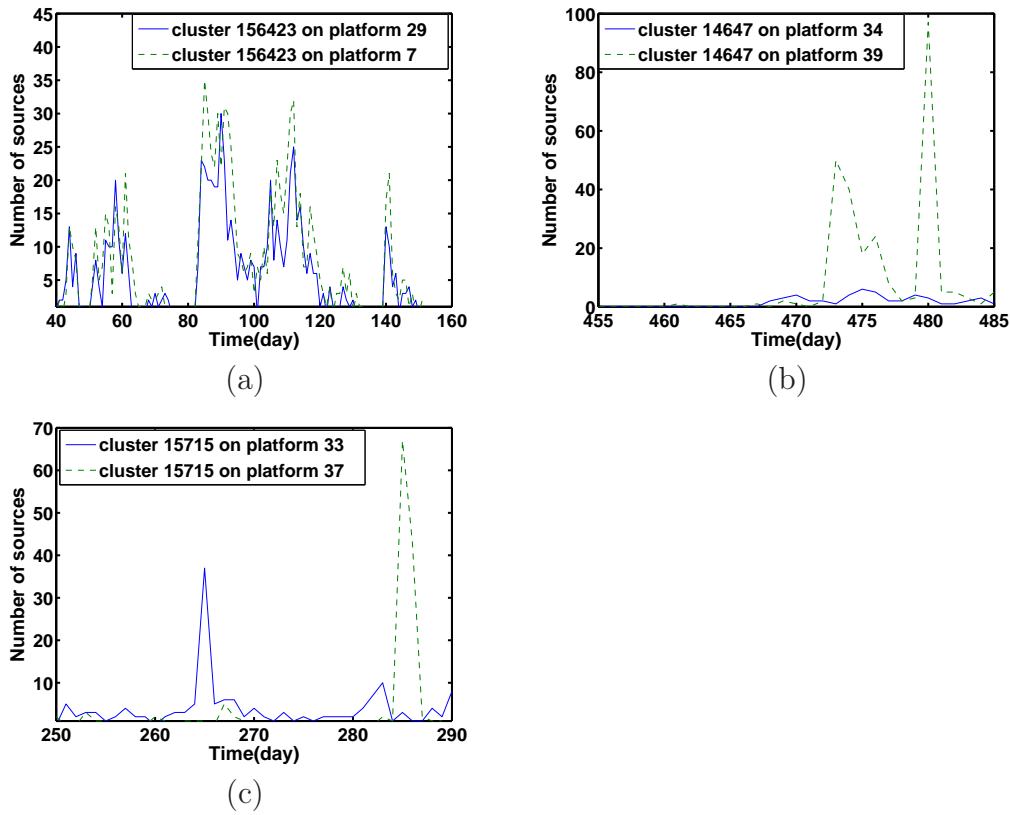 45
40
35
30
25
20
15
10
5
Number of sources
cluster 156423 on platform 29
cluster 156423 on platform 7
40 60 80 100 120 140 160
Time(day)
(a)
100
80
60
40
20
0
Number of sources
cluster 14647 on platform 34
cluster 14647 on platform 39
455 460 465 470 475 480 485
Time(day)
(b)
70
60
50
40
30
20
10
Number of sources
cluster 15715 on platform 33
cluster 15715 on platform 37
250 260 270 280 290
Time(day)
(c)